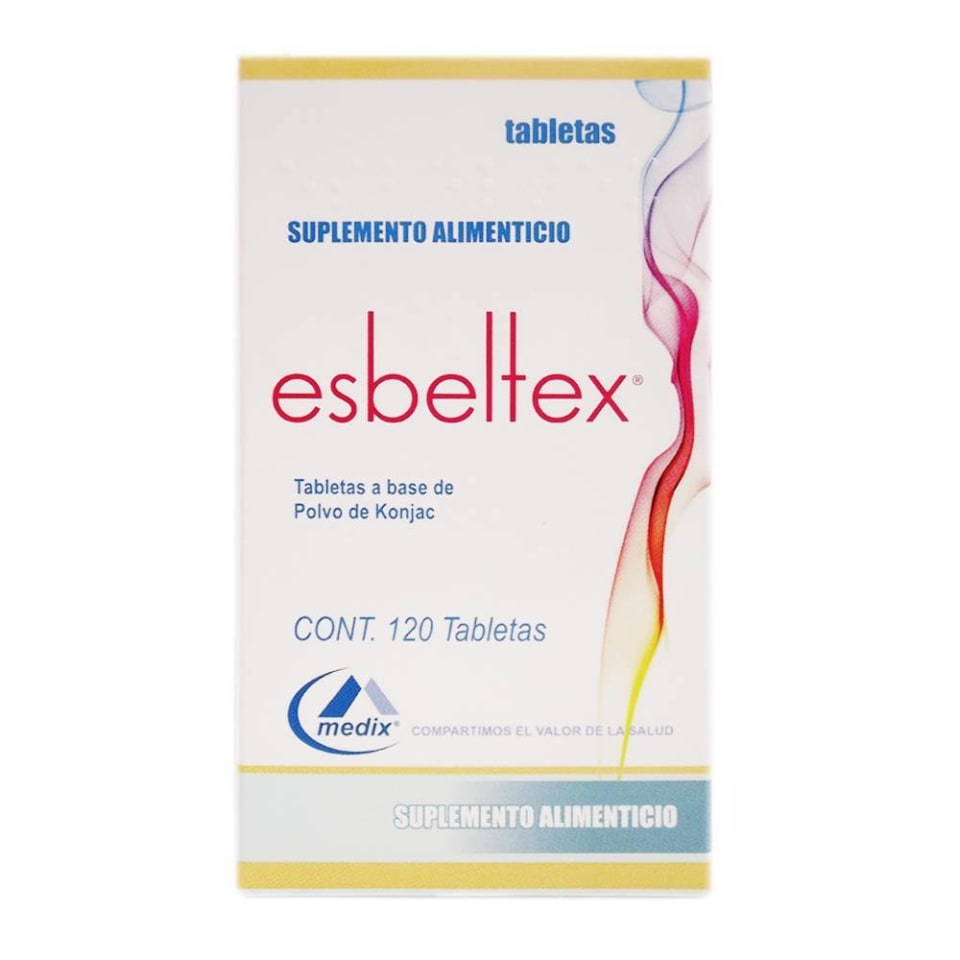 tabletas
SUPLEMENTO ALIMENTICIO
esbeltex®
Tabletas a base de
Polvo de Konjac
CONT. 120 Tabletas
medix® COMPARTIMOS EL VALOR DE LA SALUD
SUPLEMENTO ALIMENTICIO